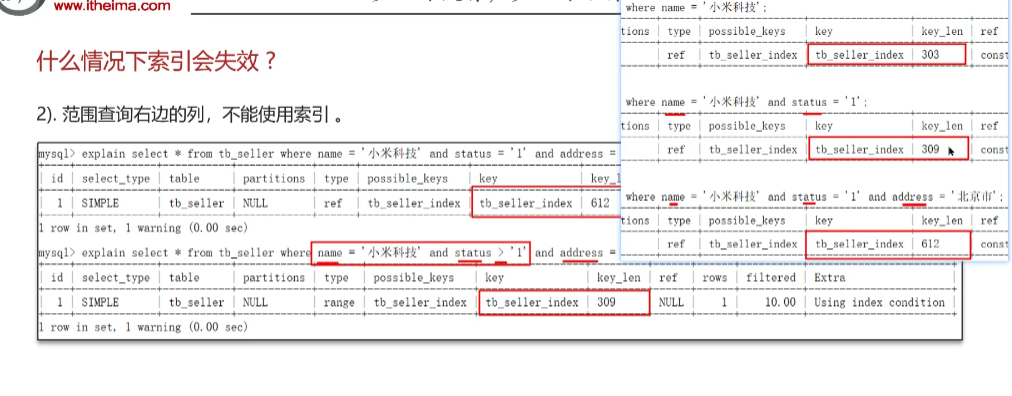 www.itheima.com
什么情况下索引会失效？
2). 范围查询右边的列，不能使用索引 。
mysql> explain select * from tb_seller where name = '小米科技' and status = '1' and address =
id | select_type | table | partitions | type | possible_keys | key | key_l
1 | SIMPLE | tb_seller | NULL | ref | tb_seller_index | tb_seller_index | 612
1 row in set, 1 warning (0.00 sec)
mysql> explain select * from tb_seller where name = '小米科技' and status > '1' and address =
id | select_type | table | partitions | type | possible_keys | key | key_len | ref | rows | filtered | Extra
1 | SIMPLE | tb_seller | NULL | range | tb_seller_index | tb_seller_index | 309 | NULL | 1 | 10.00 | Using index condition
1 row in set, 1 warning (0.00 sec)
where name = '小米科技';
tions | type | possible_keys | key | key_len | ref
ref | tb_seller_index | tb_seller_index | 303 | const
where name = '小米科技' and status = '1';
tions | type | possible_keys | key | key_len | ref
ref | tb_seller_index | tb_seller_index | 309 | const
where name = '小米科技' and status = '1' and address = '北京市';
tions | type | possible_keys | key | key_len | ref
ref | tb_seller_index | tb_seller_index | 612 | const